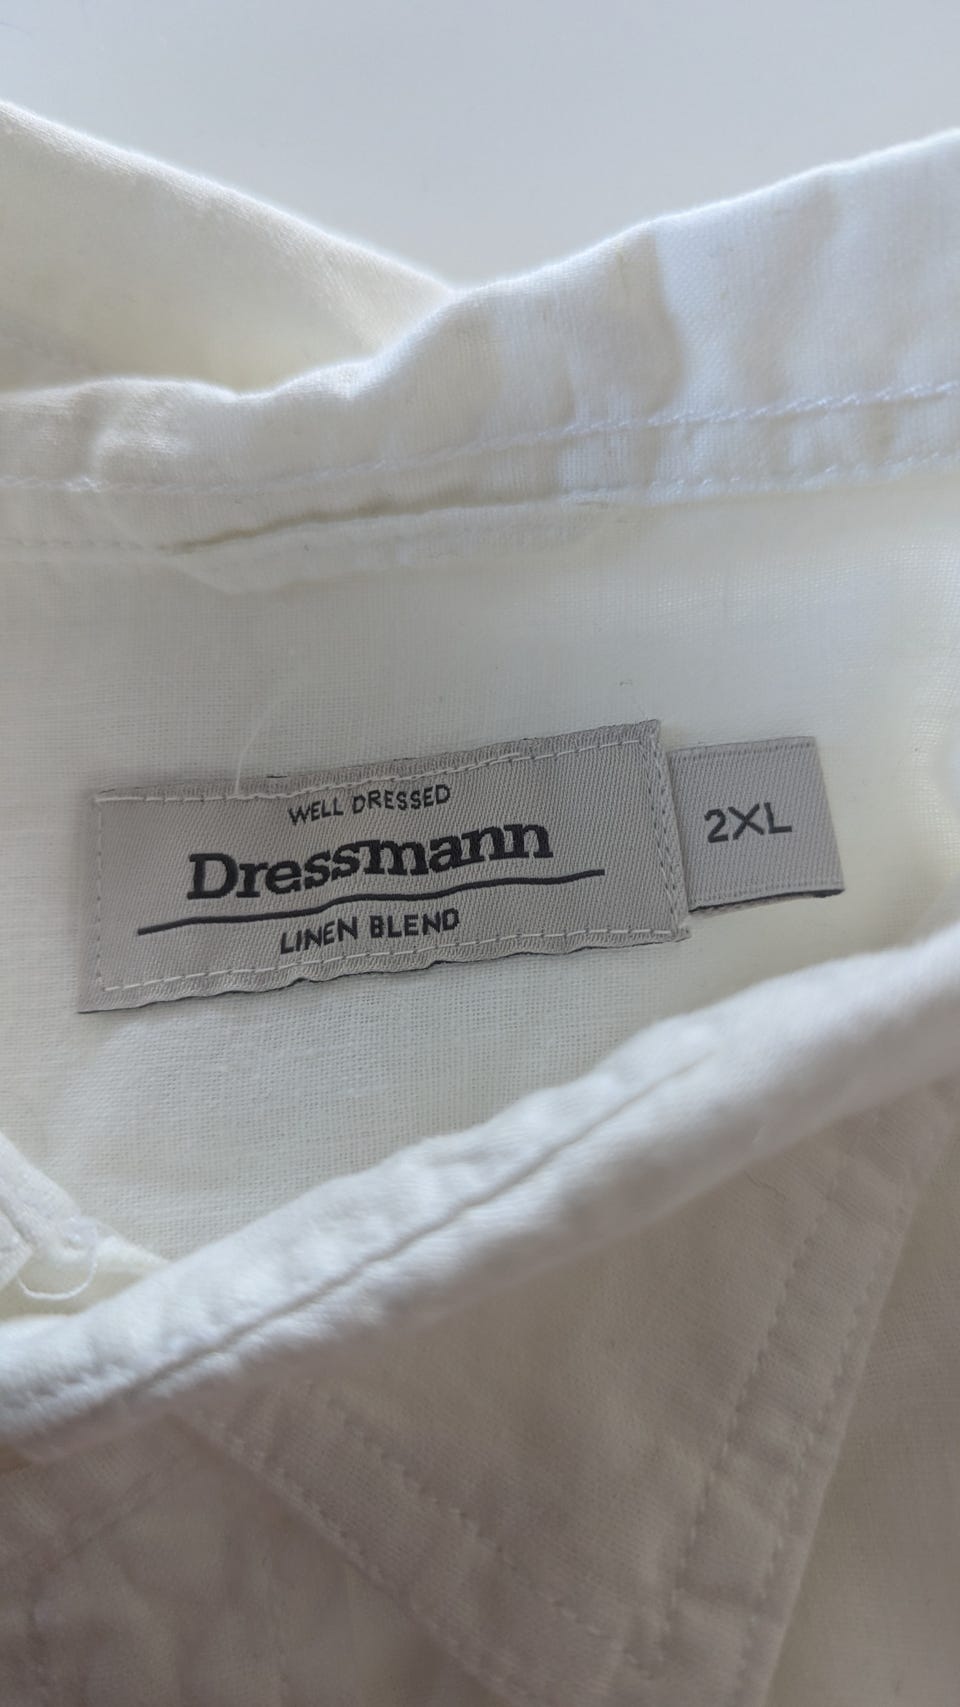 WELL DRESSED
Dressmann
LINEN BLEND
2XL